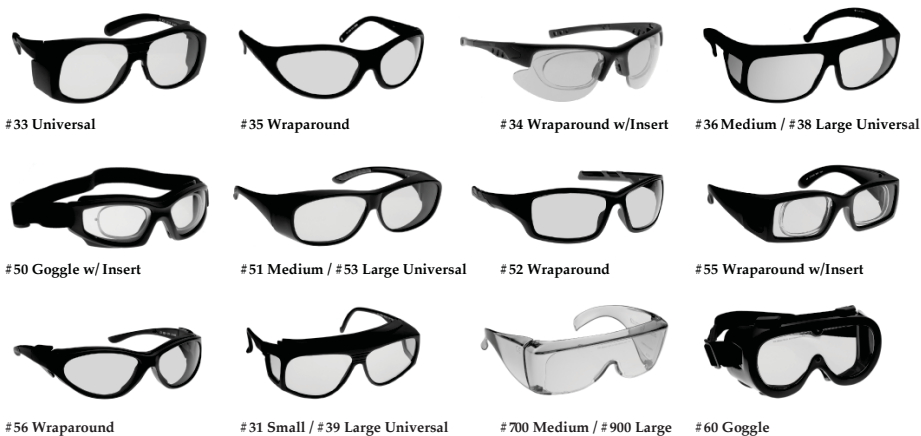 #33 Universal
#35 Wraparound
#34 Wraparound w/Insert
#36 Medium / #38 Large Universal
#50 Goggle w/ Insert
#51 Medium / #53 Large Universal
#52 Wraparound
#55 Wraparound w/Insert
#56 Wraparound
#31 Small / #39 Large Universal
#700 Medium / #900 Large
#60 Goggle